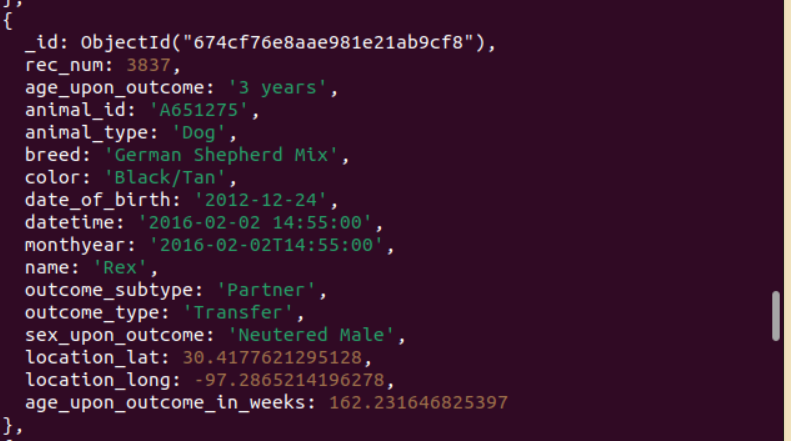 },
{
_id: ObjectId("674cf76e8aae981e21ab9cf8"),
rec_num: 3837,
age_upon_outcome: '3 years',
animal_id: 'A651275',
animal_type: 'Dog',
breed: 'German Shepherd Mix',
color: 'Black/Tan',
date_of_birth: '2012-12-24',
datetime: '2016-02-02 14:55:00',
monthyear: '2016-02-02T14:55:00',
name: 'Rex',
outcome_subtype: 'Partner',
outcome_type: 'Transfer',
sex_upon_outcome: 'Neutered Male',
location_lat: 30.4177621295128,
location_long: -97.2865214196278,
age_upon_outcome_in_weeks: 162.231646825397
},